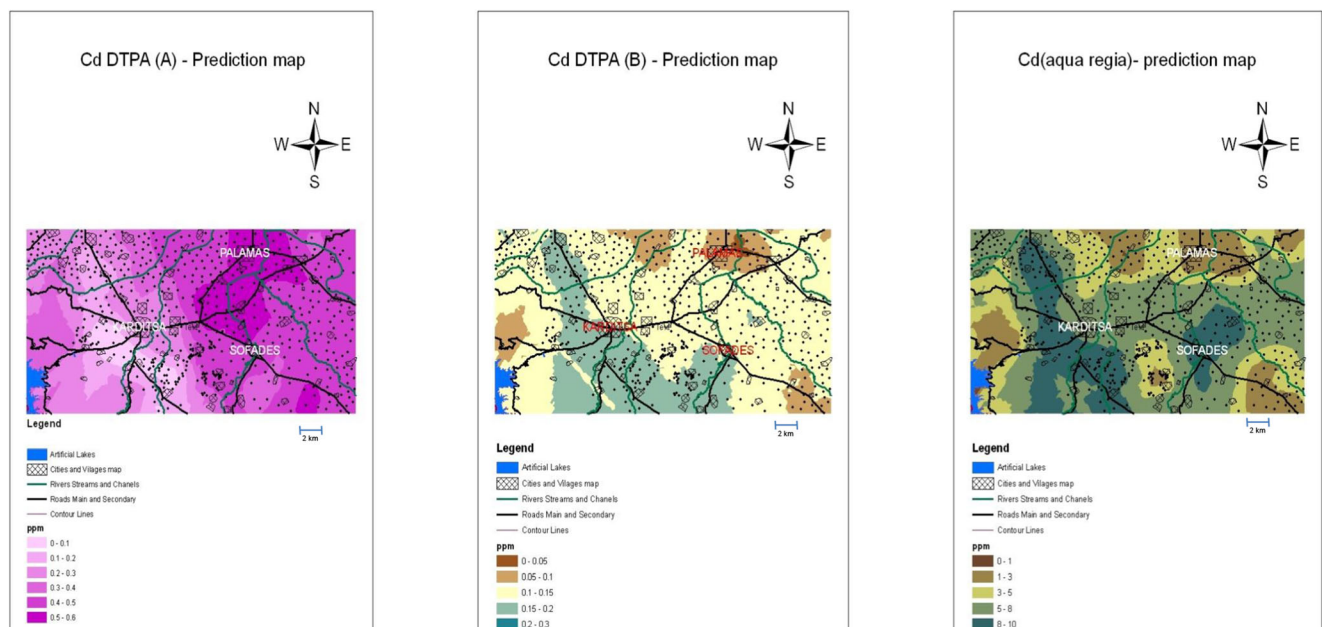 Cd DTPA (A) - Prediction map
N
W E
S
PALAMAS
KARDITSA
SOFADES
2 km
Legend
Artificial Lakes
Cities and Vilages map
Rivers Streams and Chanels
Roads Main and Secondary
Contour Lines
ppm
0 - 0.1
0.1 - 0.2
0.2 - 0.3
0.3 - 0.4
0.4 - 0.5
0.5 - 0.6
Cd DTPA (B) - Prediction map
N
W E
S
PALAMAS
KARDITSA
SOFADES
2 km
Legend
Artificial Lakes
Cities and Vilages map
Rivers Streams and Chanels
Roads Main and Secondary
Contour Lines
ppm
0 - 0.05
0.05 - 0.1
0.1 - 0.15
0.15 - 0.2
0.2 - 0.3
Cd(aqua regia)- prediction map
N
W E
S
PALAMAS
KARDITSA
SOFADES
2 km
Legend
Artificial Lakes
Cities and Vilages map
Rivers Streams and Chanels
Roads Main and Secondary
Contour Lines
ppm
0 - 1
1 - 3
3 - 5
5 - 8
8 - 10